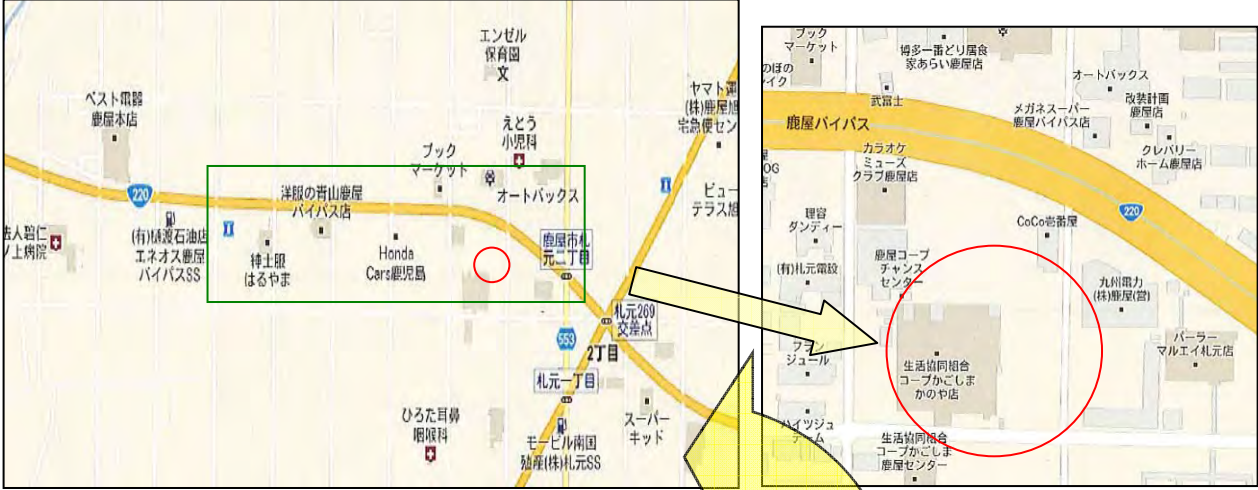 エンゼル
保育園
文
ベスト電器
鹿屋本店
えとう
小児科
(株)鹿屋旭
宅急便セン
ブック
マーケット
オートバックス
ビュー
テラス旭
220
洋服の青山鹿屋
バイパス店
(有)樋渡石油店
エネオス鹿屋
バイパスSS
紳士服
はるやま
Honda
Cars鹿児島
鹿屋市札
元二丁目
札元269
交差点
553
2丁目
札元一丁目
ひろた耳鼻
咽喉科
モービル南国
殖産(株)札元SS
スーパー
キッド
ブック
マーケット
博多一番どり居食
家あらい鹿屋店
オートバックス
武富士
メガネスーパー
鹿屋バイパス店
改装計画
鹿屋店
クレバリー
ホーム鹿屋店
鹿屋バイパス
カラオケ
ミューズ
クラブ鹿屋店
220
理容
ダンディー
CoCo壱番屋
(有)札元電設
鹿屋コープ
チャンス
センター
九州電力
(株)鹿屋(営)
パーラー
マルエイ札元店
フラン
ジュール
生活協同組合
コープかごしま
かのや店
ハイツジュ
テーム
生活協同組合
コープかごしま
鹿屋センター